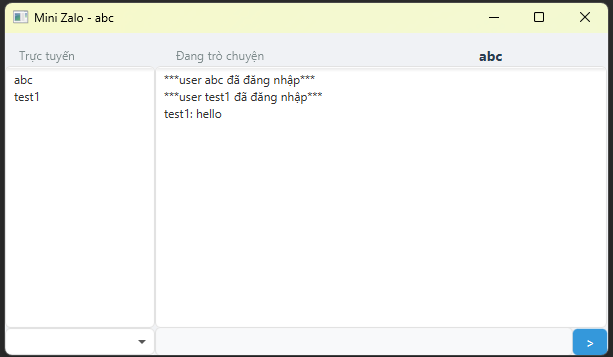 Mini Zalo - abc
Trực tuyến
Đang trò chuyện
abc
abc
test1
***user abc đã đăng nhập***
***user test1 đã đăng nhập***
test1: hello
>